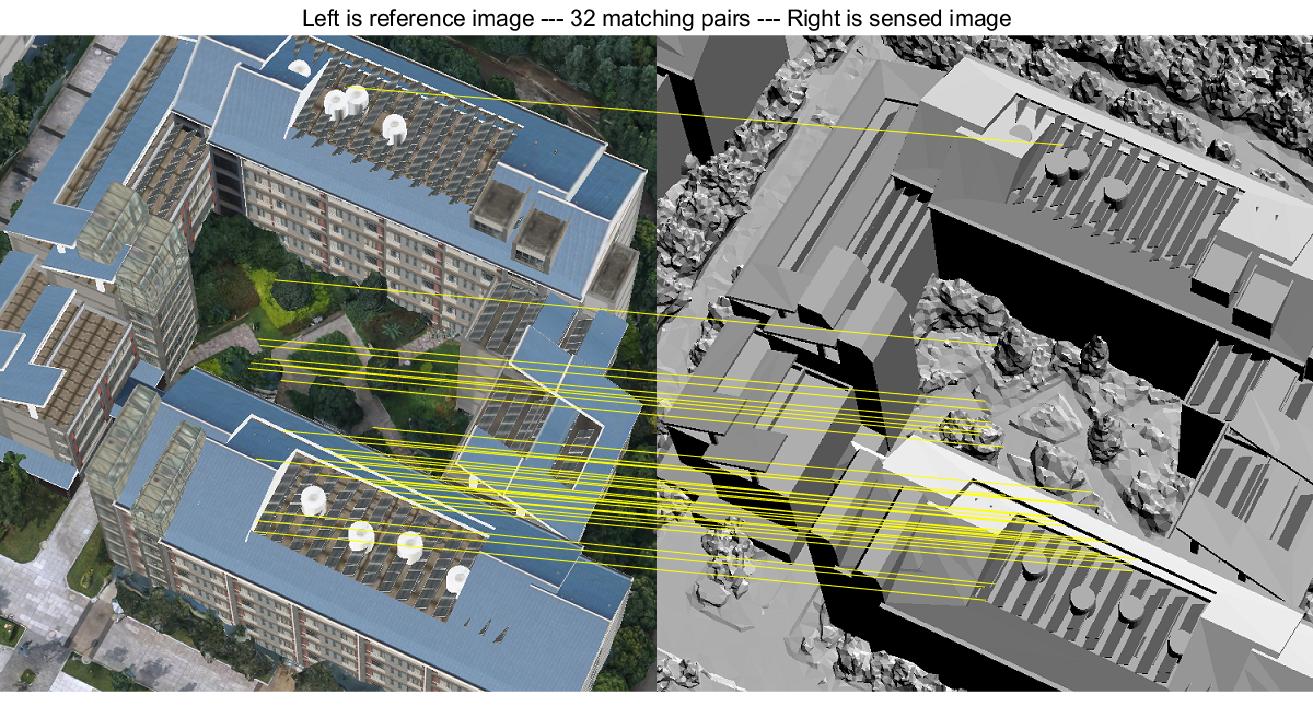 Left is reference image --- 32 matching pairs --- Right is sensed image